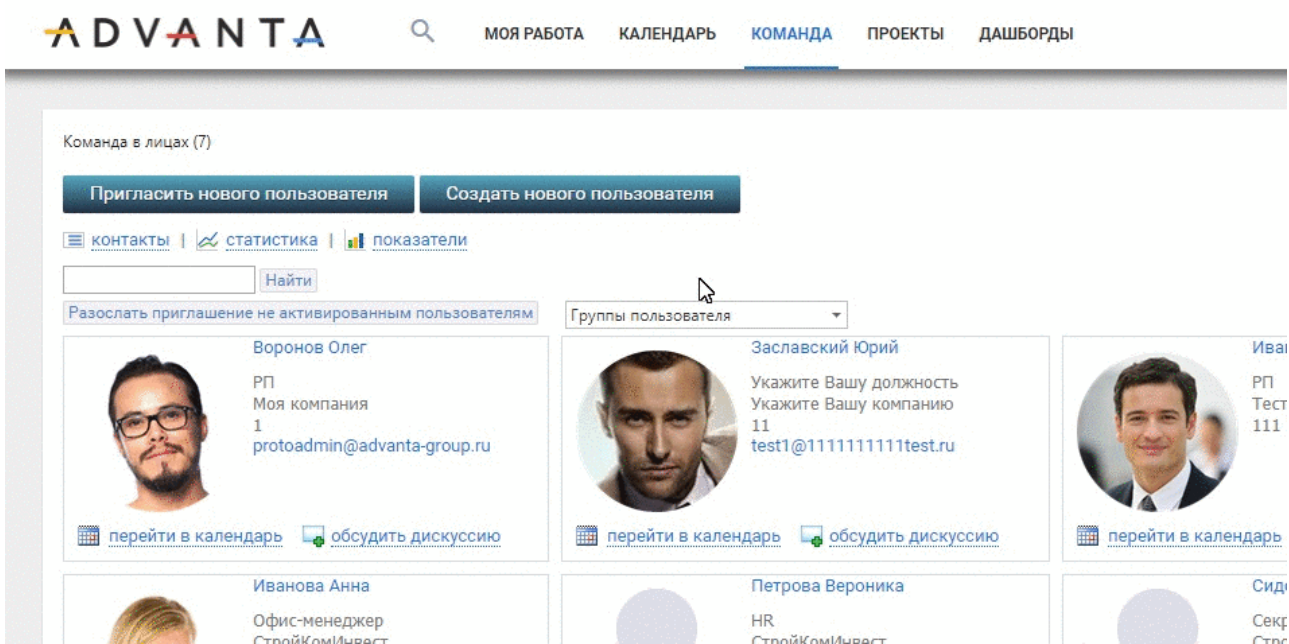 ADVANTA МОЯ РАБОТА КАЛЕНДАРЬ КОМАНДА ПРОЕКТЫ ДАШБОРДЫ
Команда в лицах (7)
Пригласить нового пользователя Создать нового пользователя
контакты | статистика | показатели
Найти
Разослать приглашение не активированным пользователям Группы пользователя
Воронов Олег
РП
Моя компания
1
protoadmin@advanta-group.ru
перейти в календарь обсудить дискуссию
Заславский Юрий
Укажите Вашу должность
Укажите Вашу компанию
11
test1@1111111111test.ru
перейти в календарь обсудить дискуссию
РП
111
перейти в календарь
Иванова Анна
Офис-менеджер
СтройКомИнвест
Петрова Вероника
HR
СтройКомИнвест